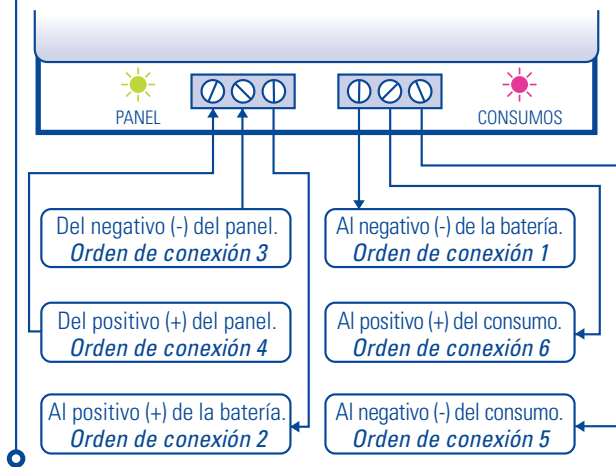 PANEL
CONSUMOS
Del negativo (-) del panel.
Orden de conexión 3
Al negativo (-) de la batería.
Orden de conexión 1
Del positivo (+) del panel.
Orden de conexión 4
Al positivo (+) del consumo.
Orden de conexión 6
Al positivo (+) de la batería.
Orden de conexión 2
Al negativo (-) del consumo.
Orden de conexión 5